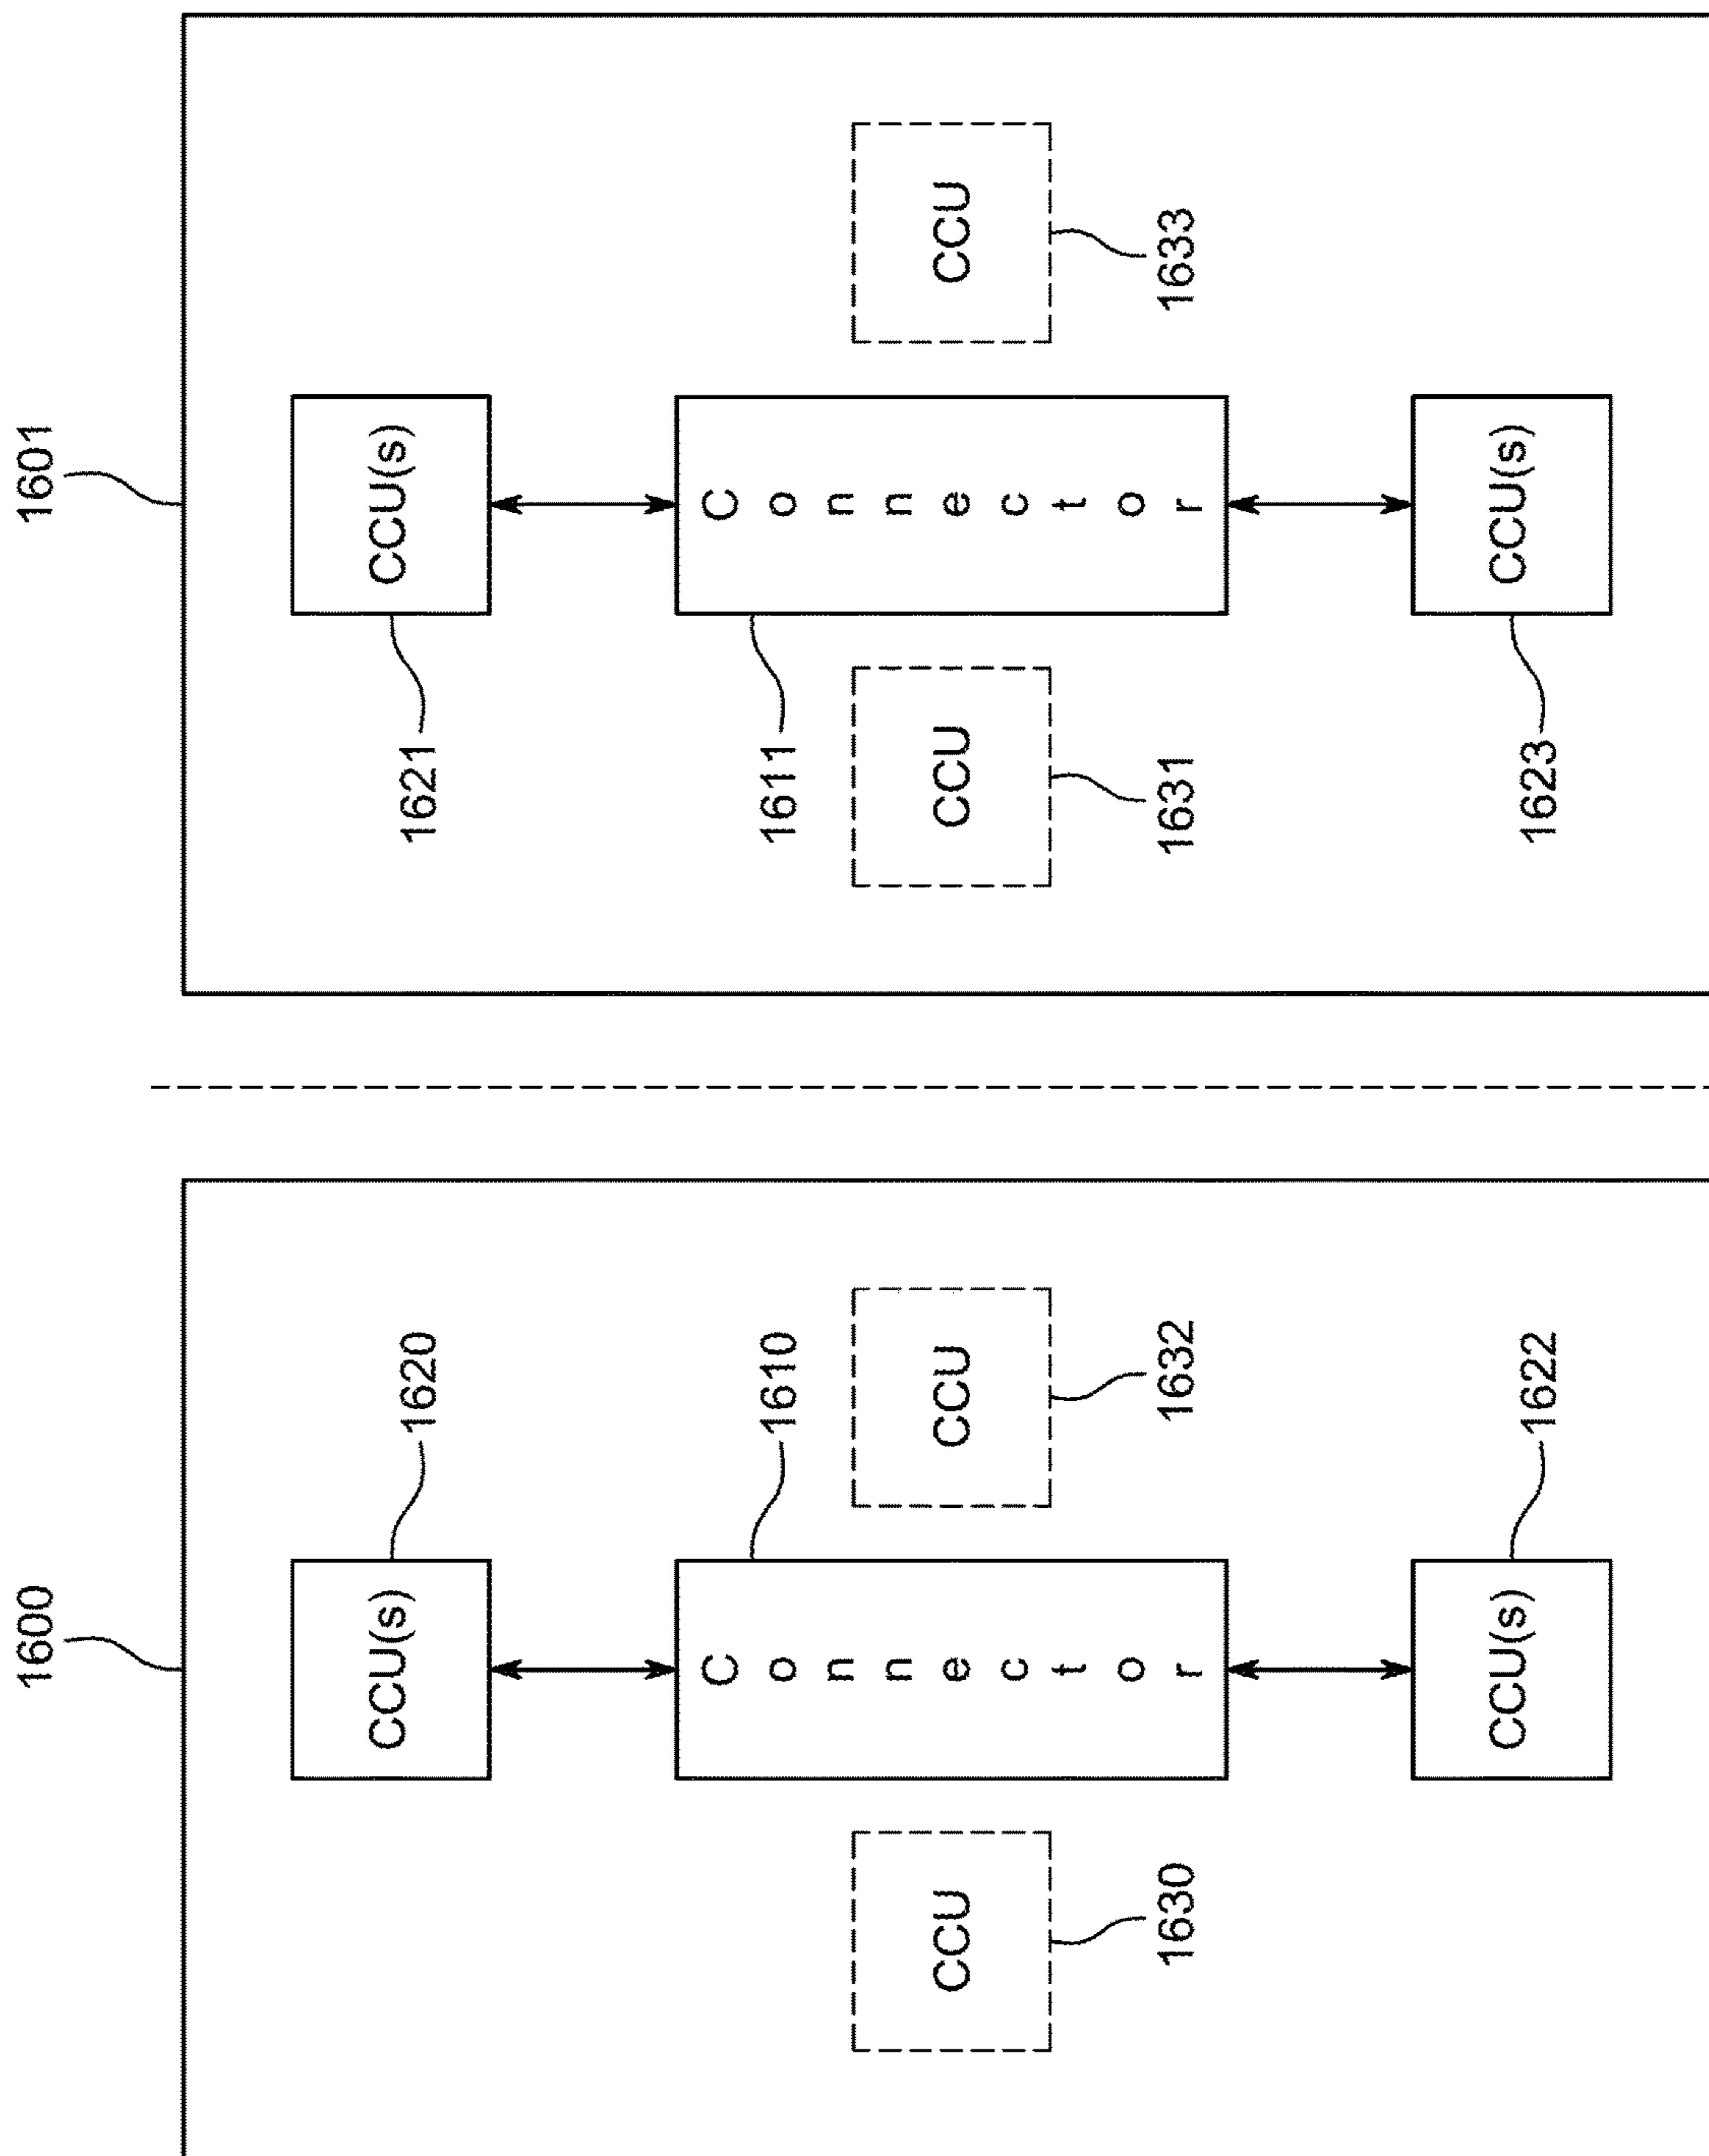 1600
CCU(s)
1620
Connector
1610
CCU
1630
CCU
1632
CCU(s)
1622
1601
CCU(s)
1621
Connector
1611
CCU
1631
CCU
1633
CCU(s)
1623